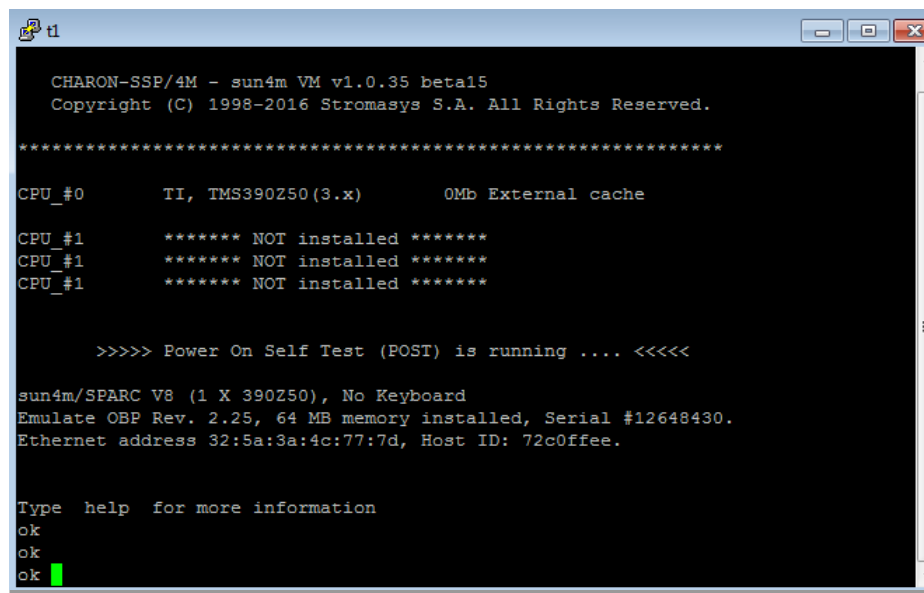 t1
CHARON-SSP/4M - sun4m VM v1.0.35 beta15
Copyright (C) 1998-2016 Stromasys S.A. All Rights Reserved.
***************************************************************
CPU_#0 TI, TMS390Z50(3.x) 0Mb External cache
CPU_#1 ******* NOT installed *******
CPU_#1 ******* NOT installed *******
CPU_#1 ******* NOT installed *******
>>>>> Power On Self Test (POST) is running .... <<<<<
sun4m/SPARC V8 (1 X 390Z50), No Keyboard
Emulate OBP Rev. 2.25, 64 MB memory installed, Serial #12648430.
Ethernet address 32:5a:3a:4c:77:7d, Host ID: 72c0ffee.
Type help for more information
ok
ok
ok